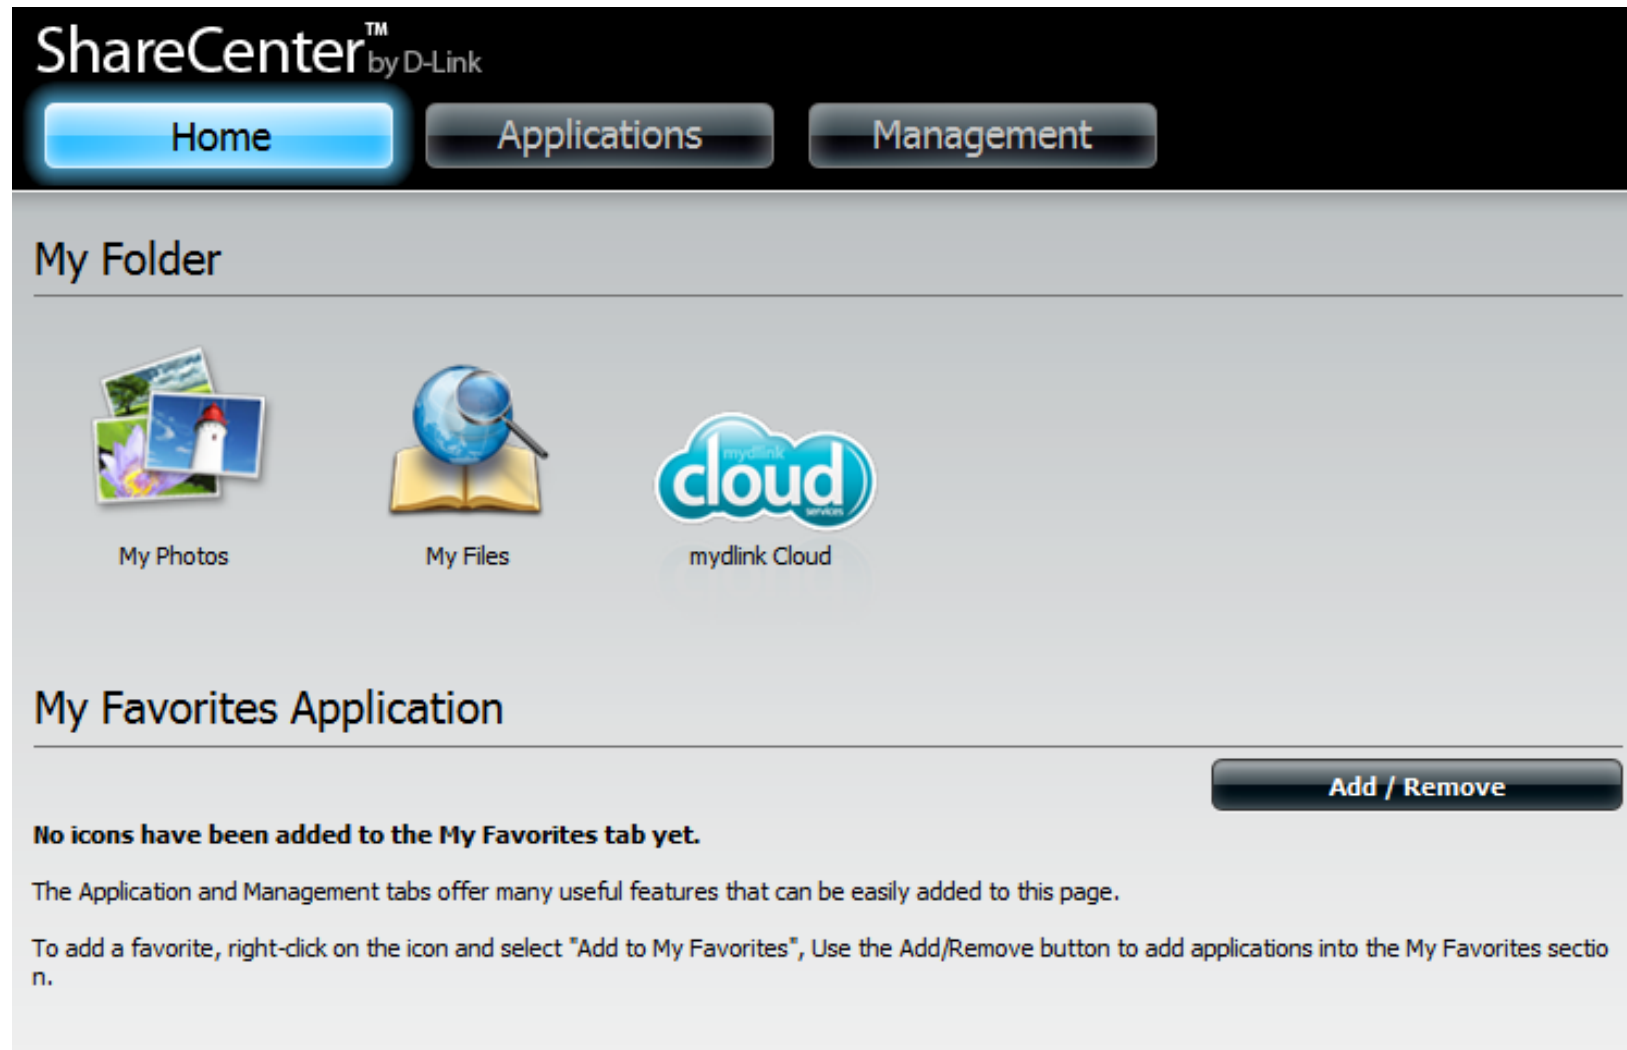 ShareCenter™ by D-Link
Home Applications Management
My Folder
mydlink
cloud
services
My Photos My Files mydlink Cloud
My Favorites Application
Add / Remove
No icons have been added to the My Favorites tab yet.
The Application and Management tabs offer many useful features that can be easily added to this page.
To add a favorite, right-click on the icon and select "Add to My Favorites", Use the Add/Remove button to add applications into the My Favorites sectio
n.